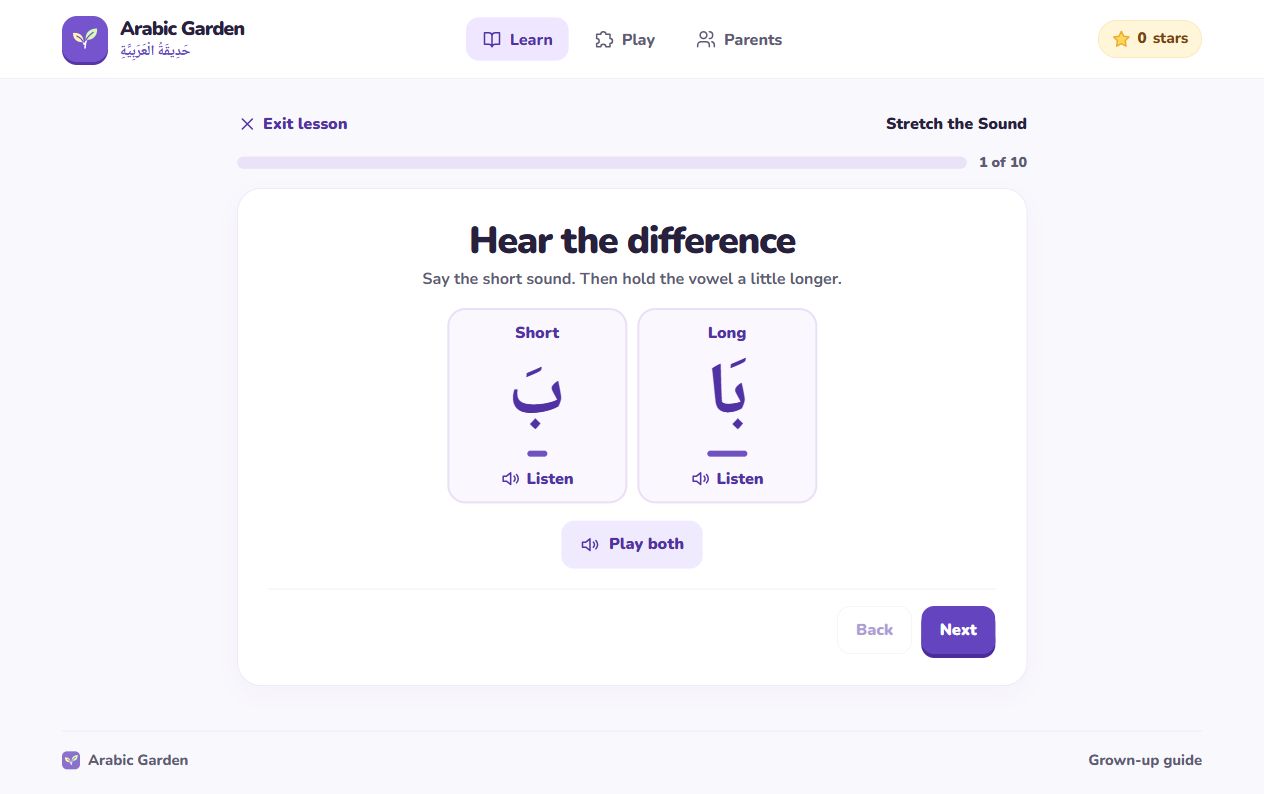 Arabic Garden
حَدِيقَةُ الْعَرَبِيَّةِ
Learn
Play
Parents
0 stars
Exit lesson
Stretch the Sound
1 of 10
Hear the difference
Say the short sound. Then hold the vowel a little longer.
Short
بَ
Listen
Long
بَا
Listen
Play both
Back
Next
Arabic Garden
Grown-up guide